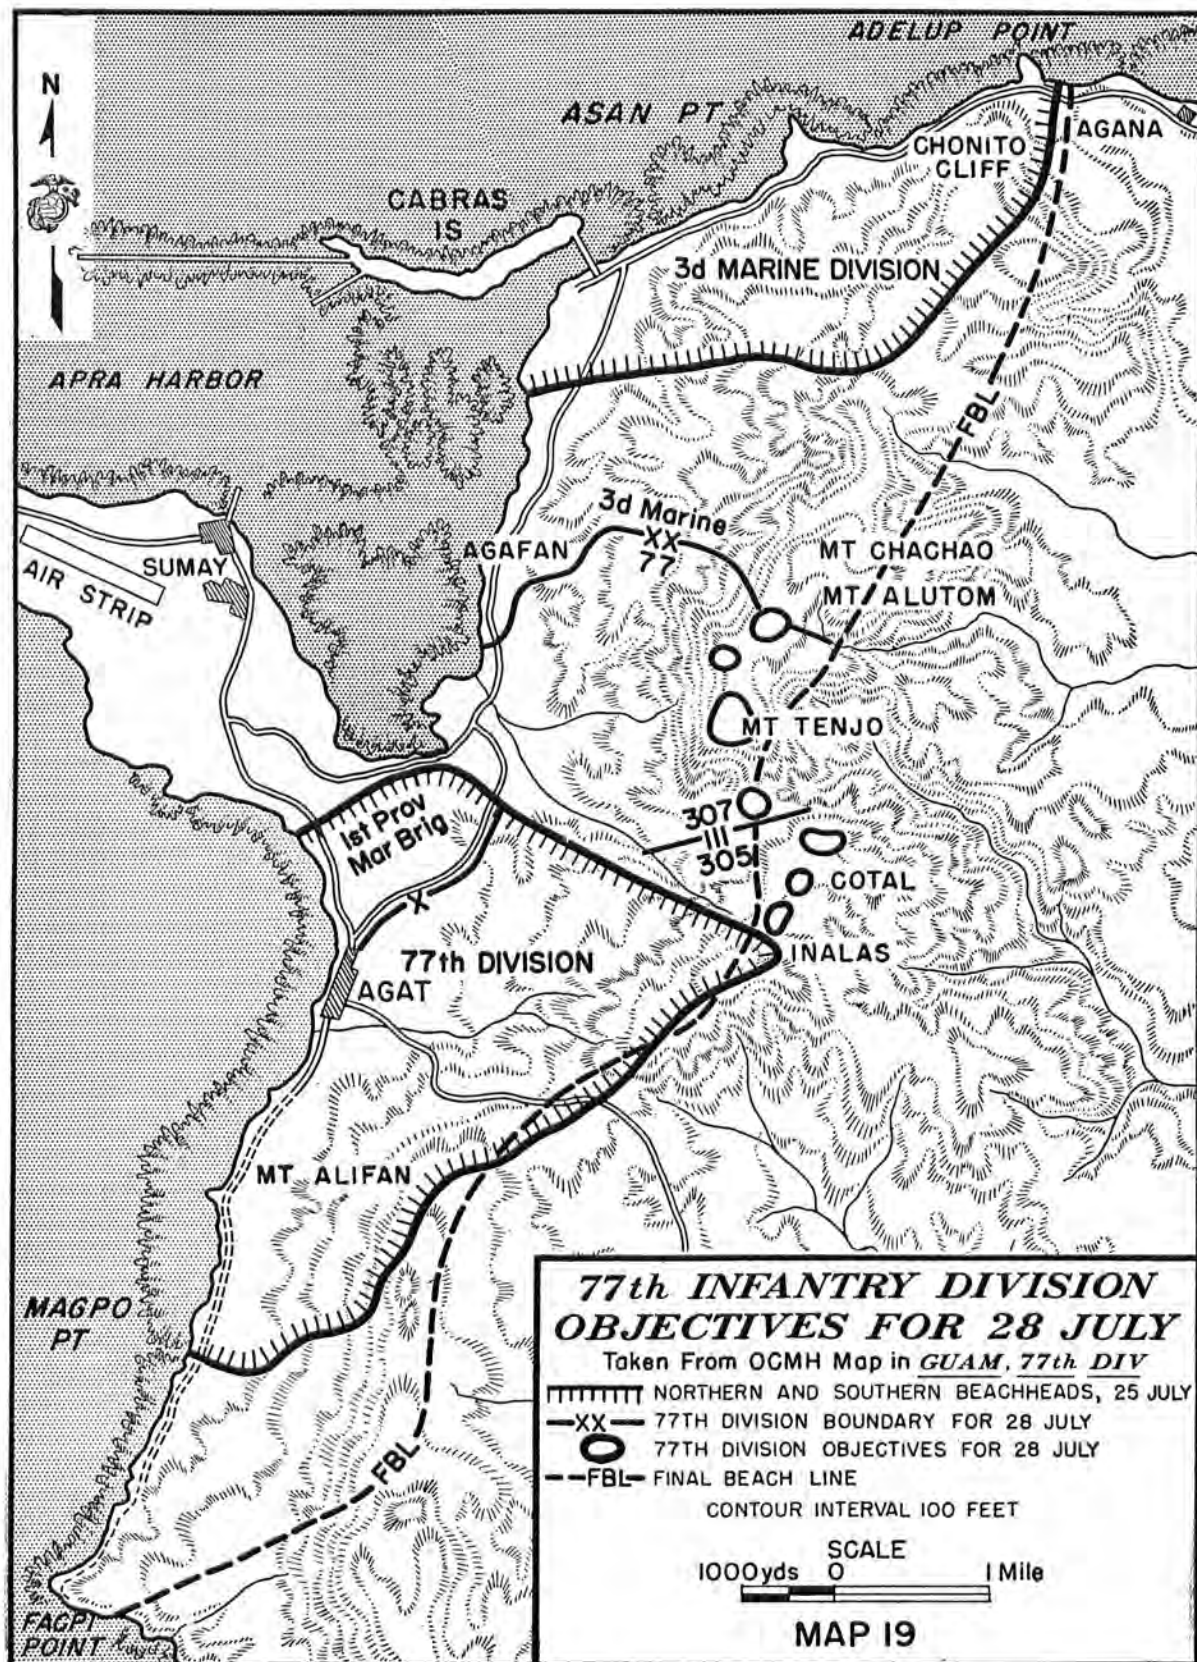 ADELUP POINT
N
ASAN PT
AGANA
CHONITO
CLIFF
CABRAS
IS
3d MARINE DIVISION
APRA HARBOR
FBL
3d Marine
XX
77
AGAFAN
MT CHACHAO
SUMAY
AIR STRIP
MT ALUTOM
MT TENJO
307
III
305
1st Prov
Mar Brig
COTAL
X
INALAS
77th DIVISION
AGAT
MT ALIFAN
MAGPO
PT
FBL
FACPI
POINT
77th INFANTRY DIVISION
OBJECTIVES FOR 28 JULY
Taken From OCMH Map in GUAM, 77th DIV
NORTHERN AND SOUTHERN BEACHHEADS, 25 JULY
XX 77TH DIVISION BOUNDARY FOR 28 JULY
77TH DIVISION OBJECTIVES FOR 28 JULY
FBL FINAL BEACH LINE
CONTOUR INTERVAL 100 FEET
SCALE
1000 yds 0 1 Mile
MAP 19